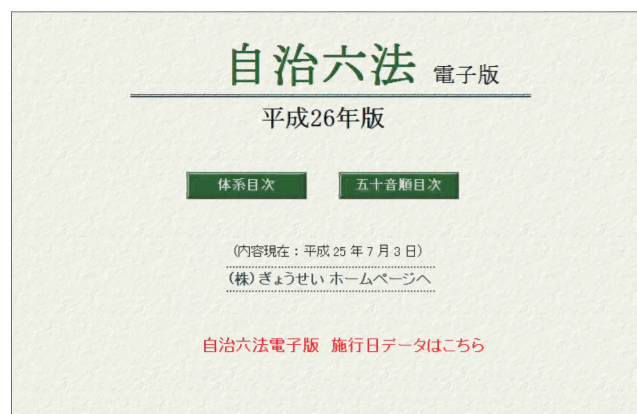 自治六法 電子版
平成26年版
体系目次 五十音順目次
(内容現在：平成 25 年 7 月 3 日)
(株)ぎょうせい ホームページへ
自治六法電子版 施行日データはこちら